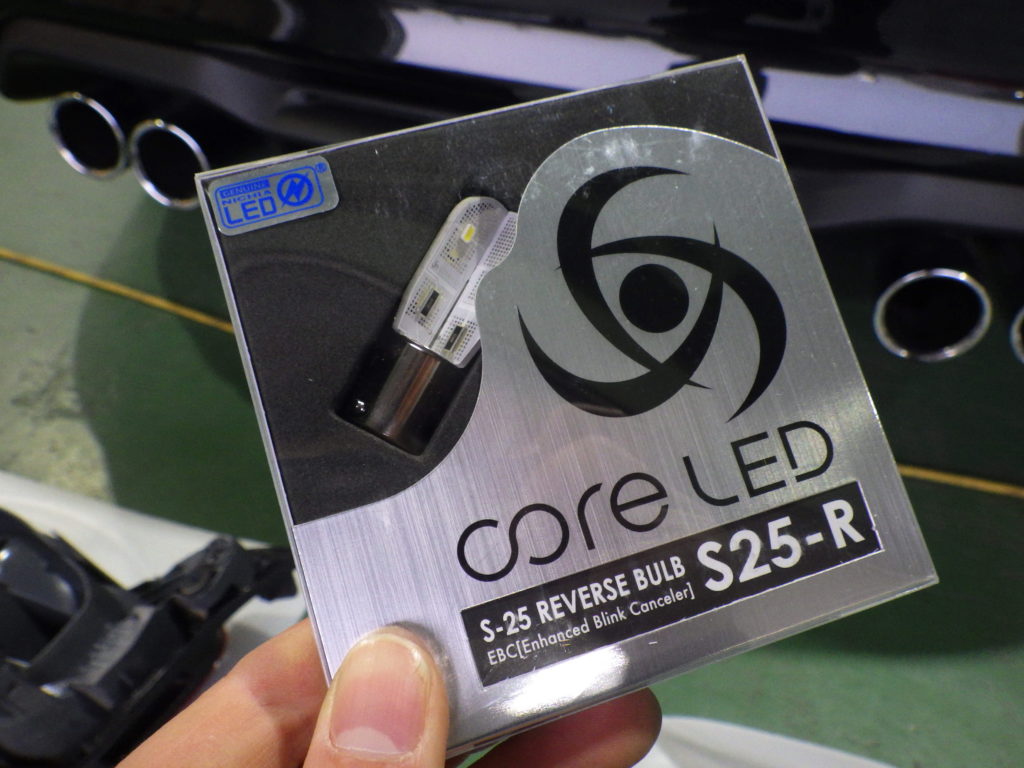 GENUINE
NICHIA
LED
®
core LED
S-25 REVERSE BULB S25-R
EBC[Enhanced Blink Canceler]